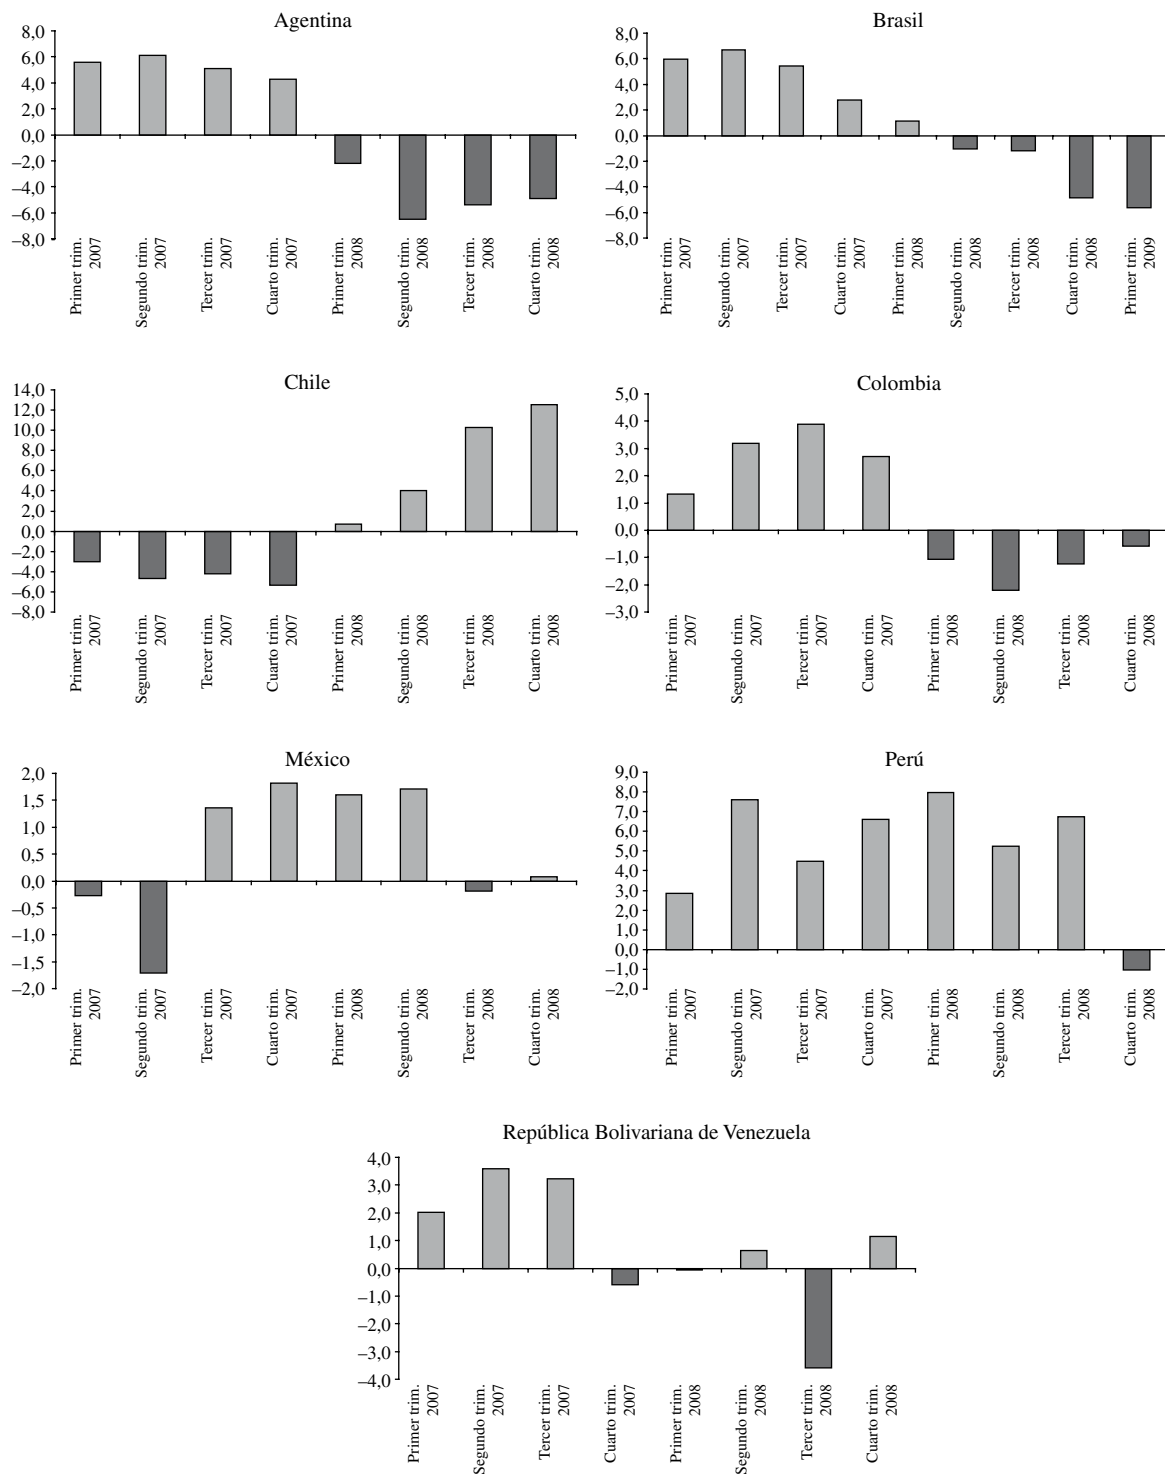 Agentina
8,0
6,0
4,0
2,0
0,0
–2,0
–4,0
–6,0
–8,0
Primer trim.
2007
Segundo trim.
2007
Tercer trim.
2007
Cuarto trim.
2007
Primer trim.
2008
Segundo trim.
2008
Tercer trim.
2008
Cuarto trim.
2008
Brasil
8,0
6,0
4,0
2,0
0,0
–2,0
–4,0
–6,0
–8,0
Primer trim.
2007
Segundo trim.
2007
Tercer trim.
2007
Cuarto trim.
2007
Primer trim.
2008
Segundo trim.
2008
Tercer trim.
2008
Cuarto trim.
2008
Primer trim.
2009
Chile
14,0
12,0
10,0
8,0
6,0
4,0
2,0
0,0
–2,0
–4,0
–6,0
–8,0
Primer trim.
2007
Segundo trim.
2007
Tercer trim.
2007
Cuarto trim.
2007
Primer trim.
2008
Segundo trim.
2008
Tercer trim.
2008
Cuarto trim.
2008
Colombia
5,0
4,0
3,0
2,0
1,0
0,0
–1,0
–2,0
–3,0
Primer trim.
2007
Segundo trim.
2007
Tercer trim.
2007
Cuarto trim.
2007
Primer trim.
2008
Segundo trim.
2008
Tercer trim.
2008
Cuarto trim.
2008
México
2,0
1,5
1,0
0,5
0,0
–0,5
–1,0
–1,5
–2,0
Primer trim.
2007
Segundo trim.
2007
Tercer trim.
2007
Cuarto trim.
2007
Primer trim.
2008
Segundo trim.
2008
Tercer trim.
2008
Cuarto trim.
2008
Perú
9,0
8,0
7,0
6,0
5,0
4,0
3,0
2,0
1,0
0,0
–1,0
–2,0
Primer trim.
2007
Segundo trim.
2007
Tercer trim.
2007
Cuarto trim.
2007
Primer trim.
2008
Segundo trim.
2008
Tercer trim.
2008
Cuarto trim.
2008
República Bolivariana de Venezuela
4,0
3,0
2,0
1,0
0,0
–1,0
–2,0
–3,0
–4,0
Primer trim.
2007
Segundo trim.
2007
Tercer trim.
2007
Cuarto trim.
2007
Primer trim.
2008
Segundo trim.
2008
Tercer trim.
2008
Cuarto trim.
2008